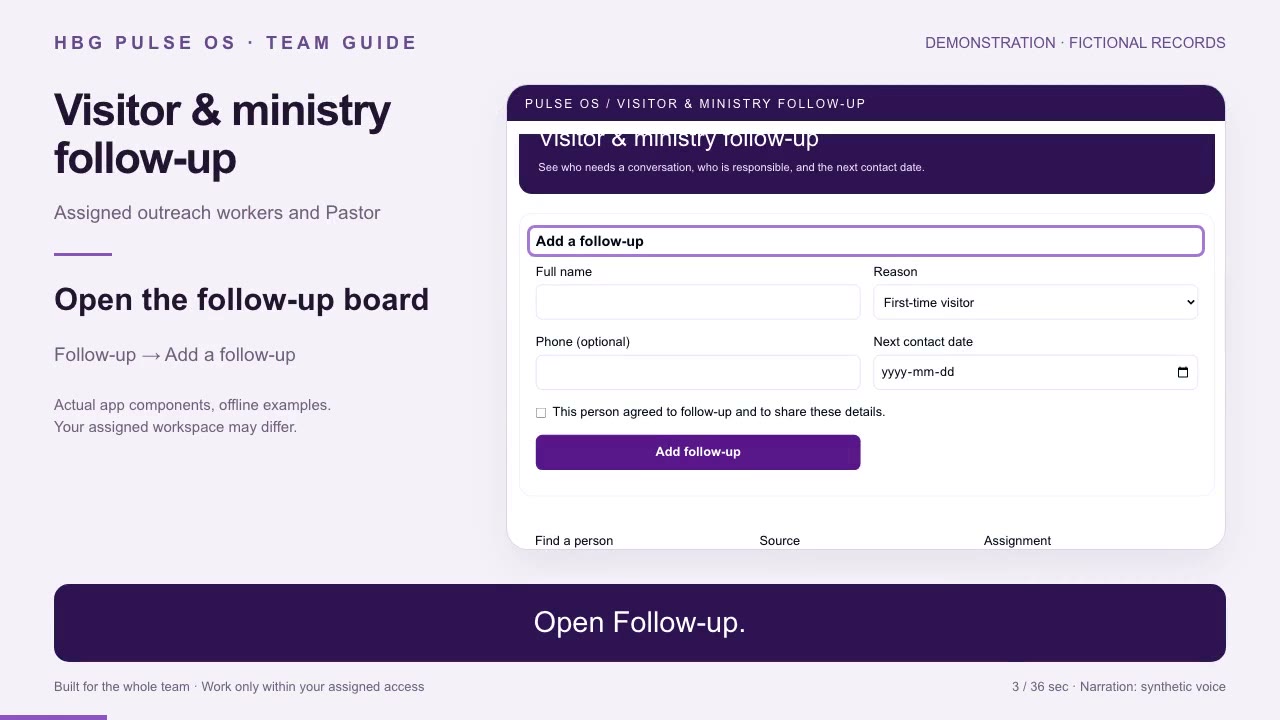 HBG PULSE OS · TEAM GUIDE
DEMONSTRATION · FICTIONAL RECORDS
Visitor & ministry
follow-up
Assigned outreach workers and Pastor
Open the follow-up board
Follow-up → Add a follow-up
Actual app components, offline examples.
Your assigned workspace may differ.
PULSE OS / VISITOR & MINISTRY FOLLOW-UP
Visitor & ministry follow-up
See who needs a conversation, who is responsible, and the next contact date.
Add a follow-up
Full name
Reason
First-time visitor
Phone (optional)
Next contact date
yyyy-mm-dd
This person agreed to follow-up and to share these details.
Add follow-up
Find a person
Source
Assignment
Open Follow-up.
Built for the whole team · Work only within your assigned access
3 / 36 sec · Narration: synthetic voice